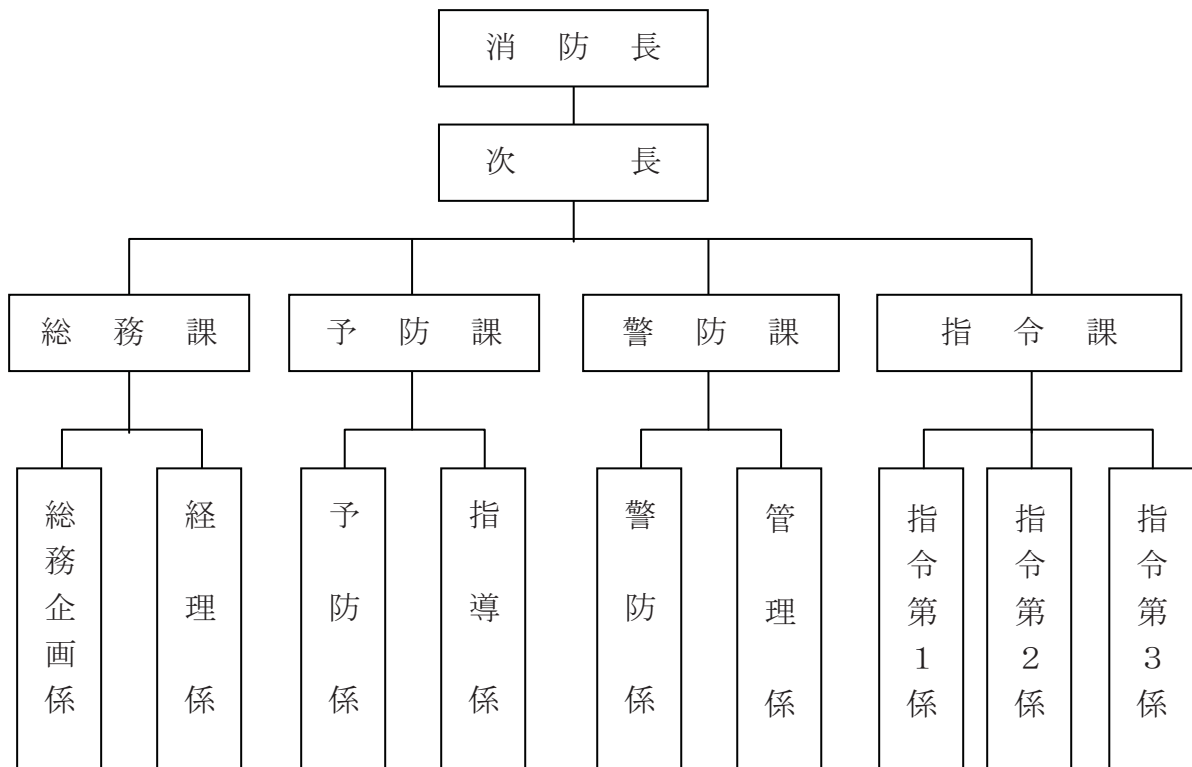 消防長
次長
総務課
予防課
警防課
指令課
総務企画係
経理係
予防係
指導係
警防係
管理係
指令第1係
指令第2係
指令第3係